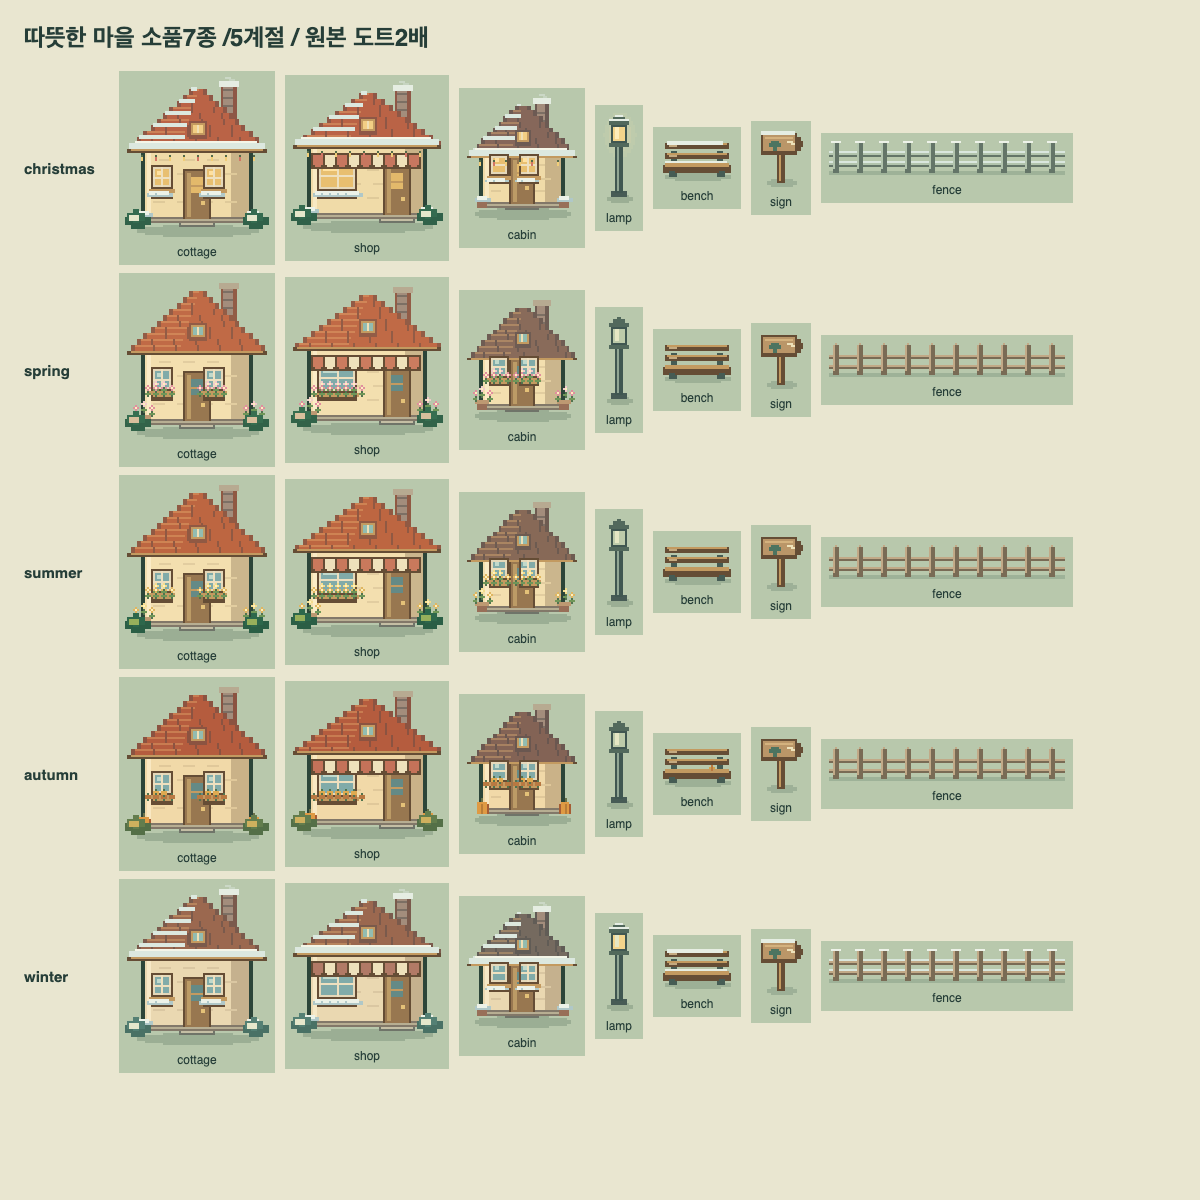 따뜻한 마을 소품7종 /5계절 / 원본 도트2배
christmas
cottage
shop
cabin
lamp
bench
sign
fence
spring
cottage
shop
cabin
lamp
bench
sign
fence
summer
cottage
shop
cabin
lamp
bench
sign
fence
autumn
cottage
shop
cabin
lamp
bench
sign
fence
winter
cottage
shop
cabin
lamp
bench
sign
fence